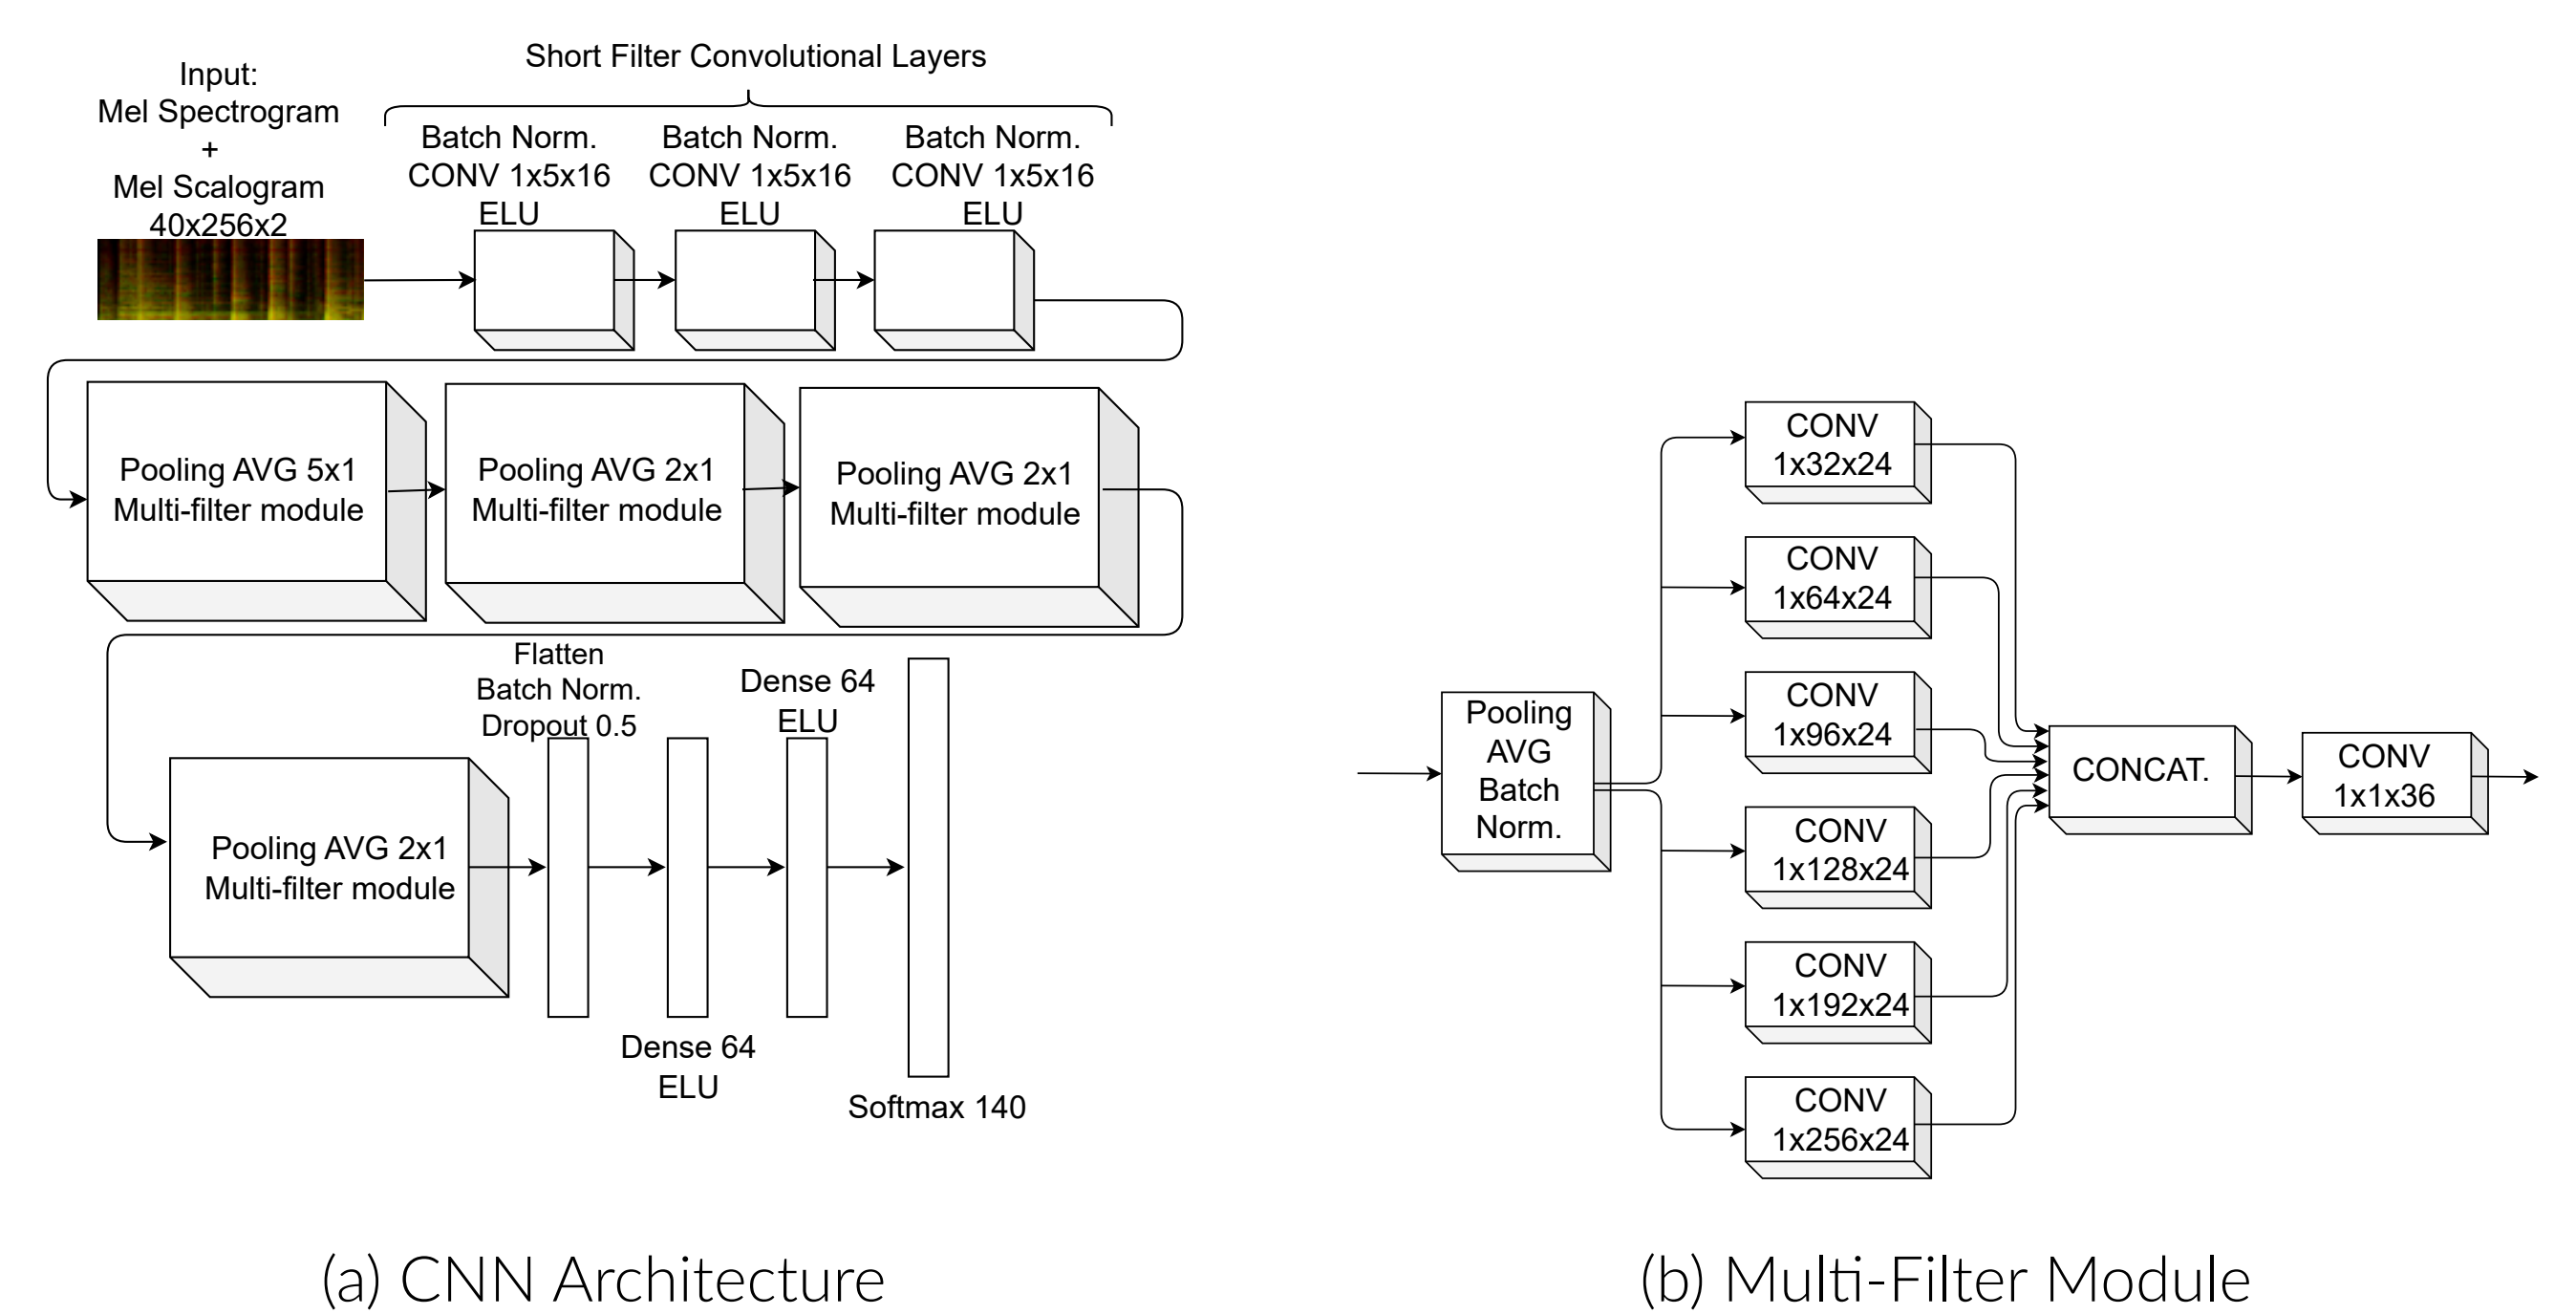 Short Filter Convolutional Layers
Input:
Mel Spectrogram
+
Mel Scalogram
40x256x2
Batch Norm.
CONV 1x5x16
ELU
Batch Norm.
CONV 1x5x16
ELU
Batch Norm.
CONV 1x5x16
ELU
Pooling AVG 5x1
Multi-filter module
Pooling AVG 2x1
Multi-filter module
Pooling AVG 2x1
Multi-filter module
Pooling AVG 2x1
Multi-filter module
Flatten
Batch Norm.
Dropout 0.5
Dense 64
ELU
Dense 64
ELU
Softmax 140
(a) CNN Architecture
Pooling
AVG
Batch
Norm.
CONV
1x32x24
CONV
1x64x24
CONV
1x96x24
CONV
1x128x24
CONV
1x192x24
CONV
1x256x24
CONCAT.
CONV
1x1x36
(b) Multi-Filter Module